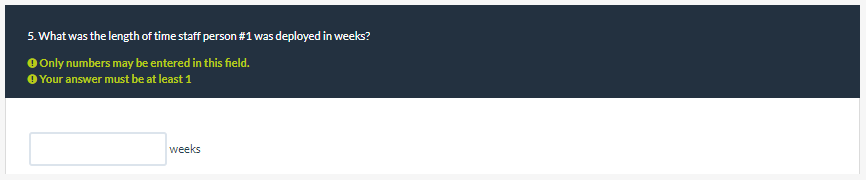 5. What was the length of time staff person #1 was deployed in weeks?
Only numbers may be entered in this field.
Your answer must be at least 1
weeks